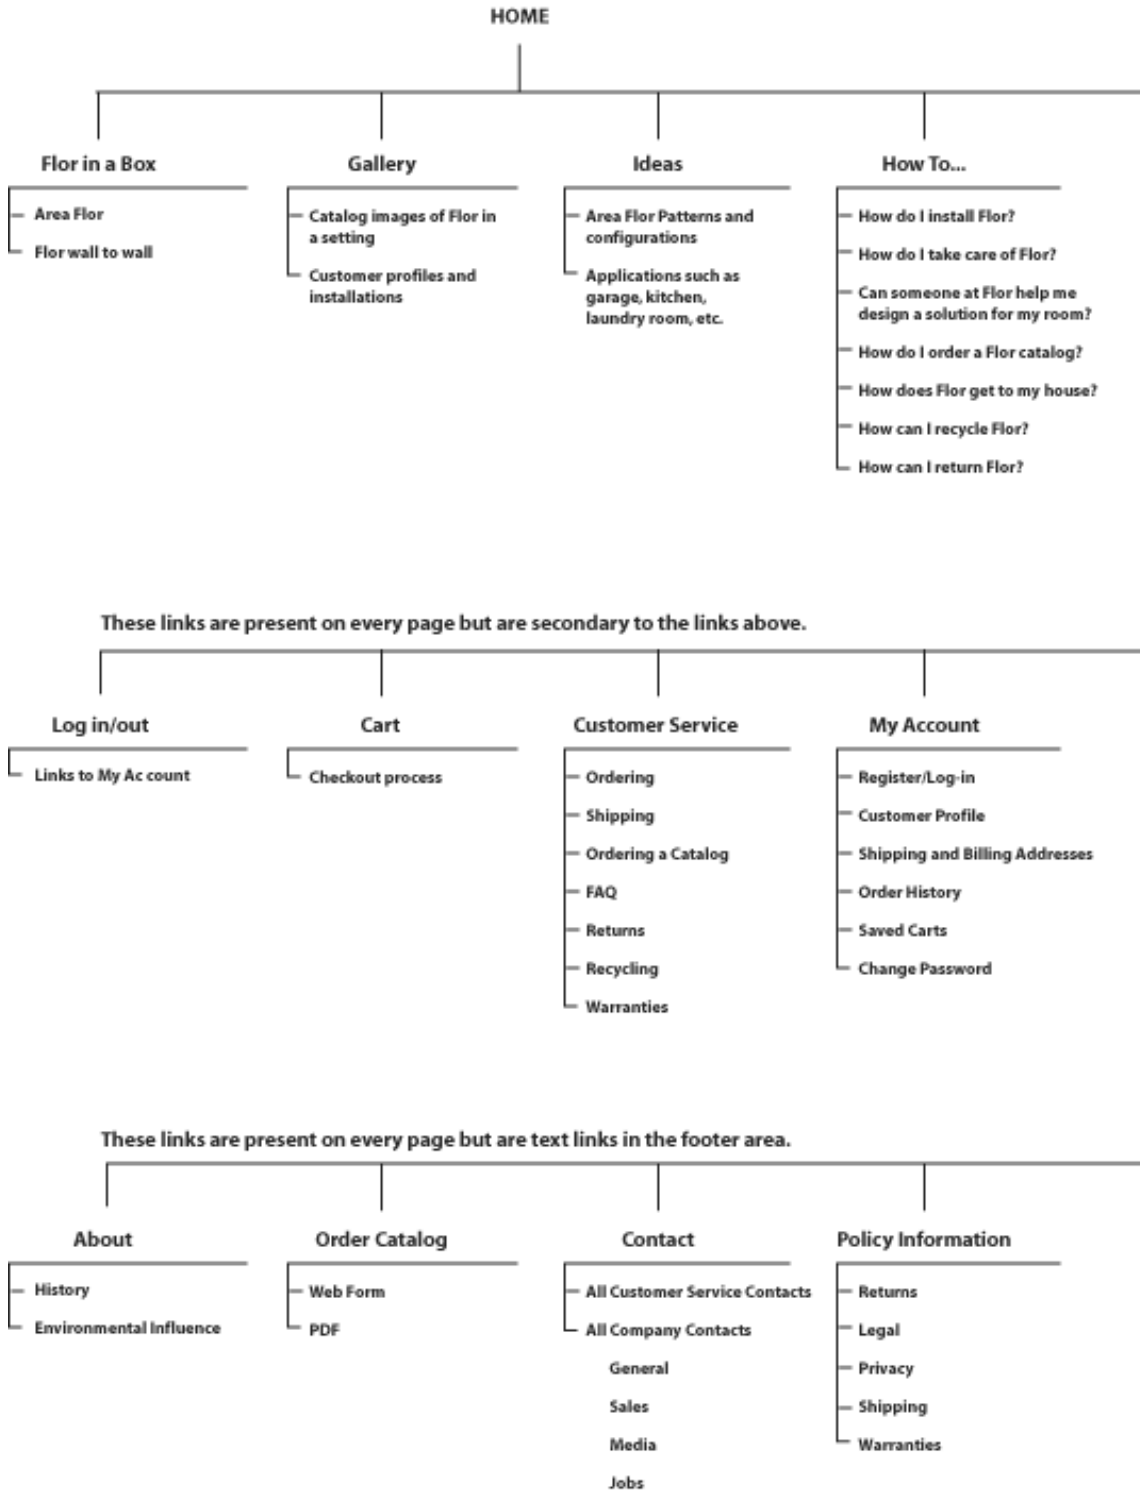 HOME
Flor in a Box
Area Flor
Flor wall to wall
Gallery
Catalog images of Flor in
a setting
Customer profiles and
installations
Ideas
Area Flor Patterns and
configurations
Applications such as
garage, kitchen,
laundry room, etc.
How To...
How do I install Flor?
How do I take care of Flor?
Can someone at Flor help me
design a solution for my room?
How do I order a Flor catalog?
How does Flor get to my house?
How can I recycle Flor?
How can I return Flor?
These links are present on every page but are secondary to the links above.
Log in/out
Links to My Ac count
Cart
Checkout process
Customer Service
Ordering
Shipping
Ordering a Catalog
FAQ
Returns
Recycling
Warranties
My Account
Register/Log-in
Customer Profile
Shipping and Billing Addresses
Order History
Saved Carts
Change Password
These links are present on every page but are text links in the footer area.
About
History
Environmental Influence
Order Catalog
Web Form
PDF
Contact
All Customer Service Contacts
All Company Contacts
General
Sales
Media
Jobs
Policy Information
Returns
Legal
Privacy
Shipping
Warranties